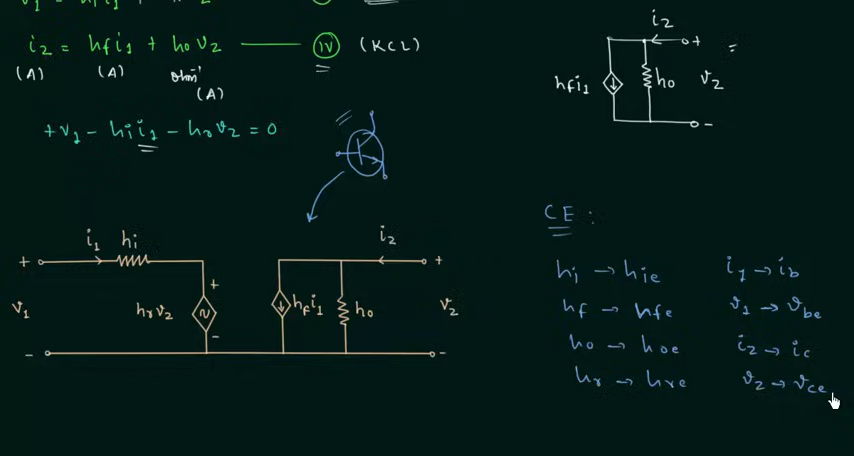 i₂ = hfi₁ + hov₂ —— (iv) (KCL)
(A) (A) ohm⁻¹
(A)
+v₁ - hii₁ - hrv₂ = 0
i₂
+
=
hfi₁
ho
v₂
-
i₁
hi
i₂
+
+
+
v₁
hrv₂
hfi₁
ho
v₂
-
-
-
CE :
hi → hie
i₁ → ib
hf → hfe
v₁ → vbe
ho → hoe
i₂ → ic
hr → hre
v₂ → vce